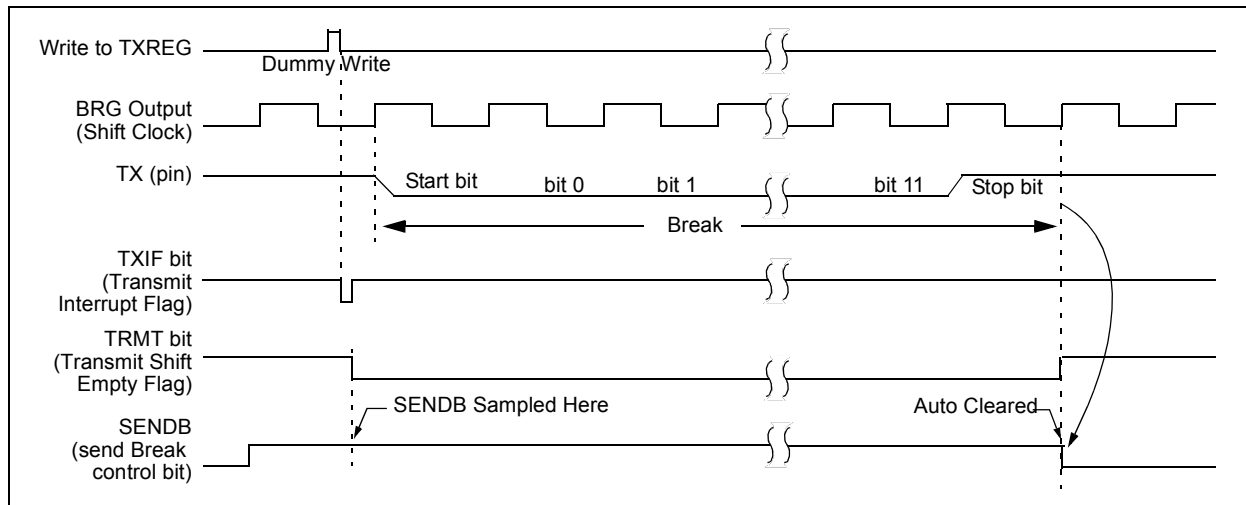 Write to TXREG
Dummy Write
BRG Output
(Shift Clock)
TX (pin)
Start bit
bit 0
bit 1
bit 11
Stop bit
Break
TXIF bit
(Transmit
Interrupt Flag)
TRMT bit
(Transmit Shift
Empty Flag)
SENDB Sampled Here
Auto Cleared
SENDB
(send Break
control bit)